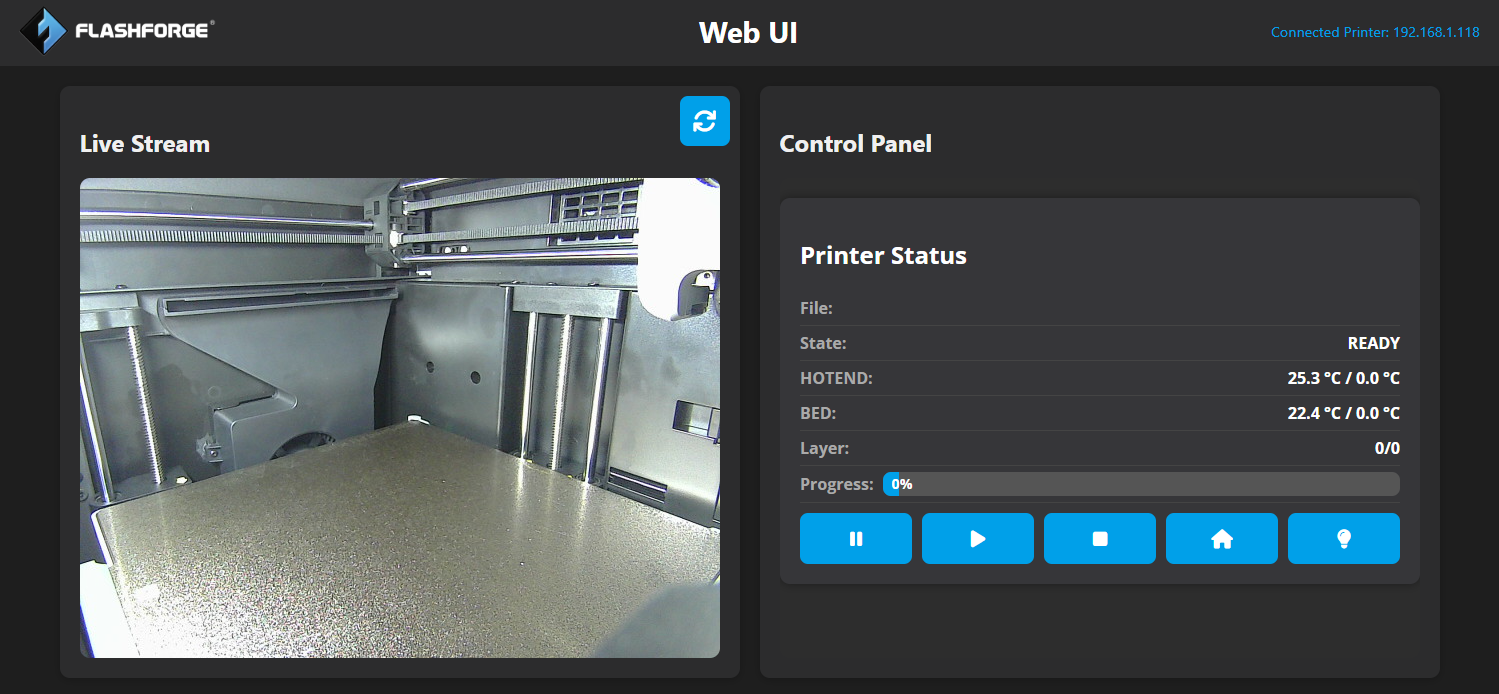 FLASHFORGE®
Web UI
Connected Printer: 192.168.1.118
Live Stream
Control Panel
Printer Status
File:
State: READY
HOTEND: 25.3 °C / 0.0 °C
BED: 22.4 °C / 0.0 °C
Layer: 0/0
Progress: 0%